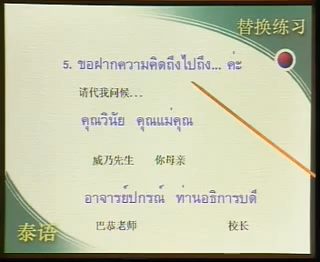 替换练习
5. ขอฝากความคิดถึงไปถึง... ค่ะ
请代我问候...
คุณวินัย คุณแม่คุณ
威乃先生 你母亲
อาจารย์ปกรณ์ ท่านอธิการบดี
巴恭老师 校长
泰语